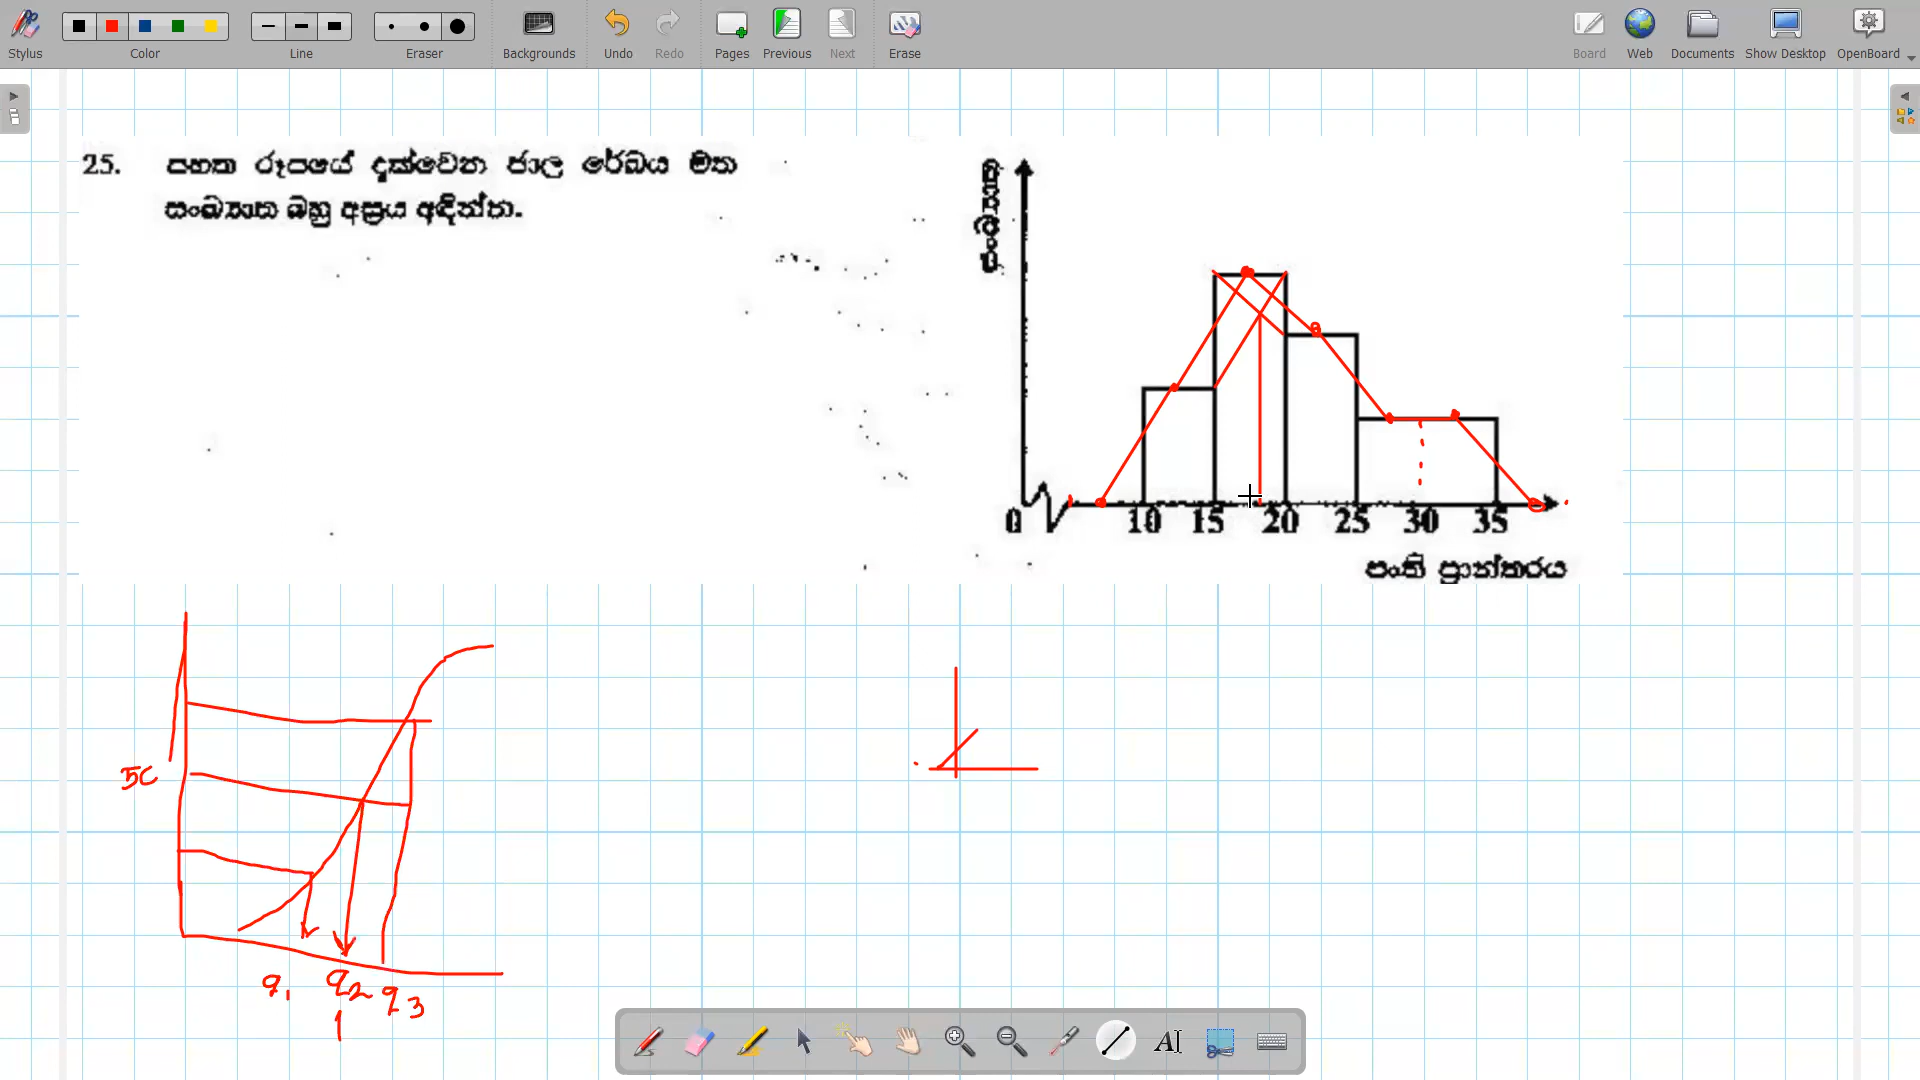 Stylus
Color
Line
Eraser
Backgrounds
Undo
Redo
Pages
Previous
Next
Erase
Board
Web
Documents
Show Desktop
OpenBoard
25. පහත රූපයේ දැක්වෙන ජාල රේඛය මත
සංඛ්‍යාත බහු අස්‍රය අඳින්න.
සංඛ්‍යාතය
0 10 15 20 25 30 35
පංති ප්‍රාන්තරය
50
q₁ q₂ q₃